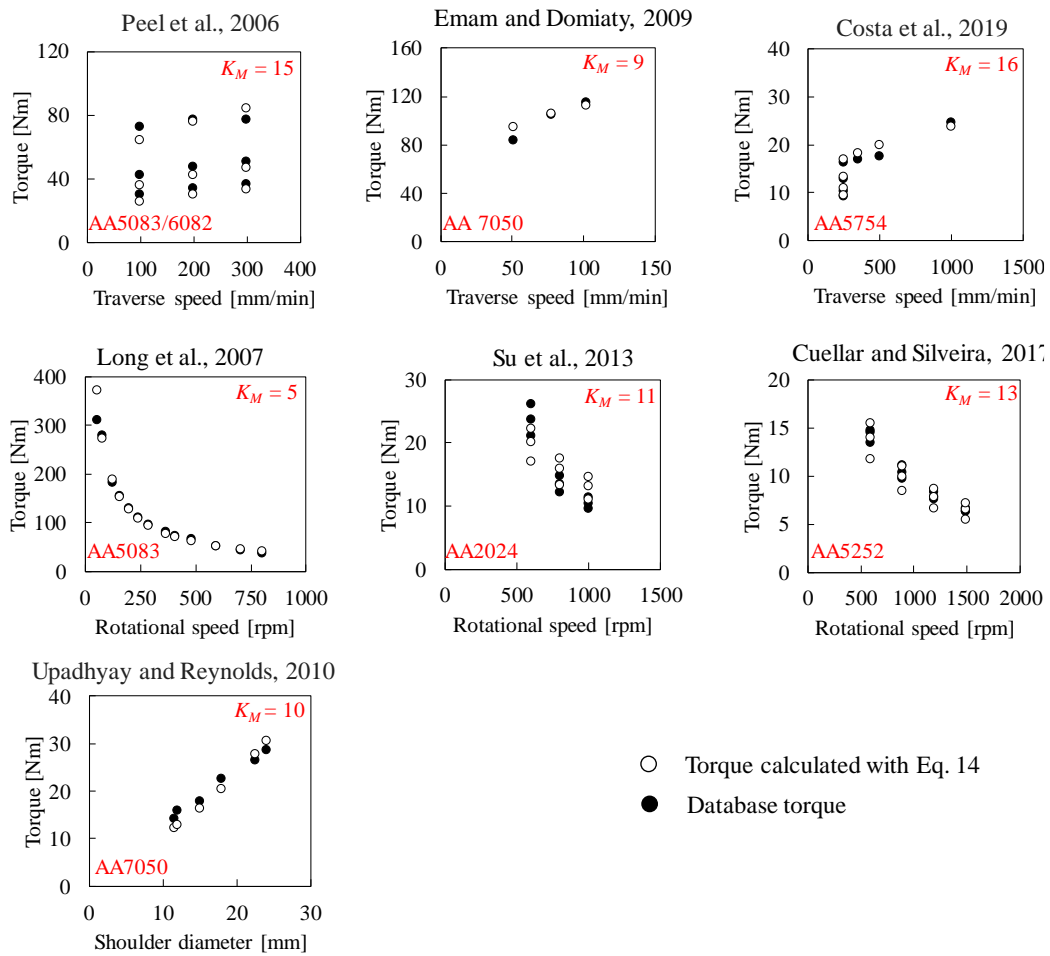 Peel et al., 2006
120
80
40
0
Torque [Nm]
K_M = 15
AA5083/6082
0 100 200 300 400
Traverse speed [mm/min]
Emam and Domiaty, 2009
160
120
80
40
0
Torque [Nm]
K_M = 9
AA 7050
0 50 100 150
Traverse speed [mm/min]
Costa et al., 2019
40
30
20
10
0
Torque [Nm]
K_M = 16
AA5754
0 500 1000 1500
Traverse speed [mm/min]
Long et al., 2007
400
300
200
100
0
Torque [Nm]
K_M = 5
AA5083
0 250 500 750 1000
Rotational speed [rpm]
Su et al., 2013
30
20
10
0
Torque [Nm]
K_M = 11
AA2024
0 500 1000 1500
Rotational speed [rpm]
Cuellar and Silveira, 2017
20
15
10
5
0
Torque [Nm]
K_M = 13
AA5252
0 500 1000 1500 2000
Rotational speed [rpm]
Upadhyay and Reynolds, 2010
40
30
20
10
0
Torque [Nm]
K_M = 10
AA7050
0 10 20 30
Shoulder diameter [mm]
Torque calculated with Eq. 14
Database torque